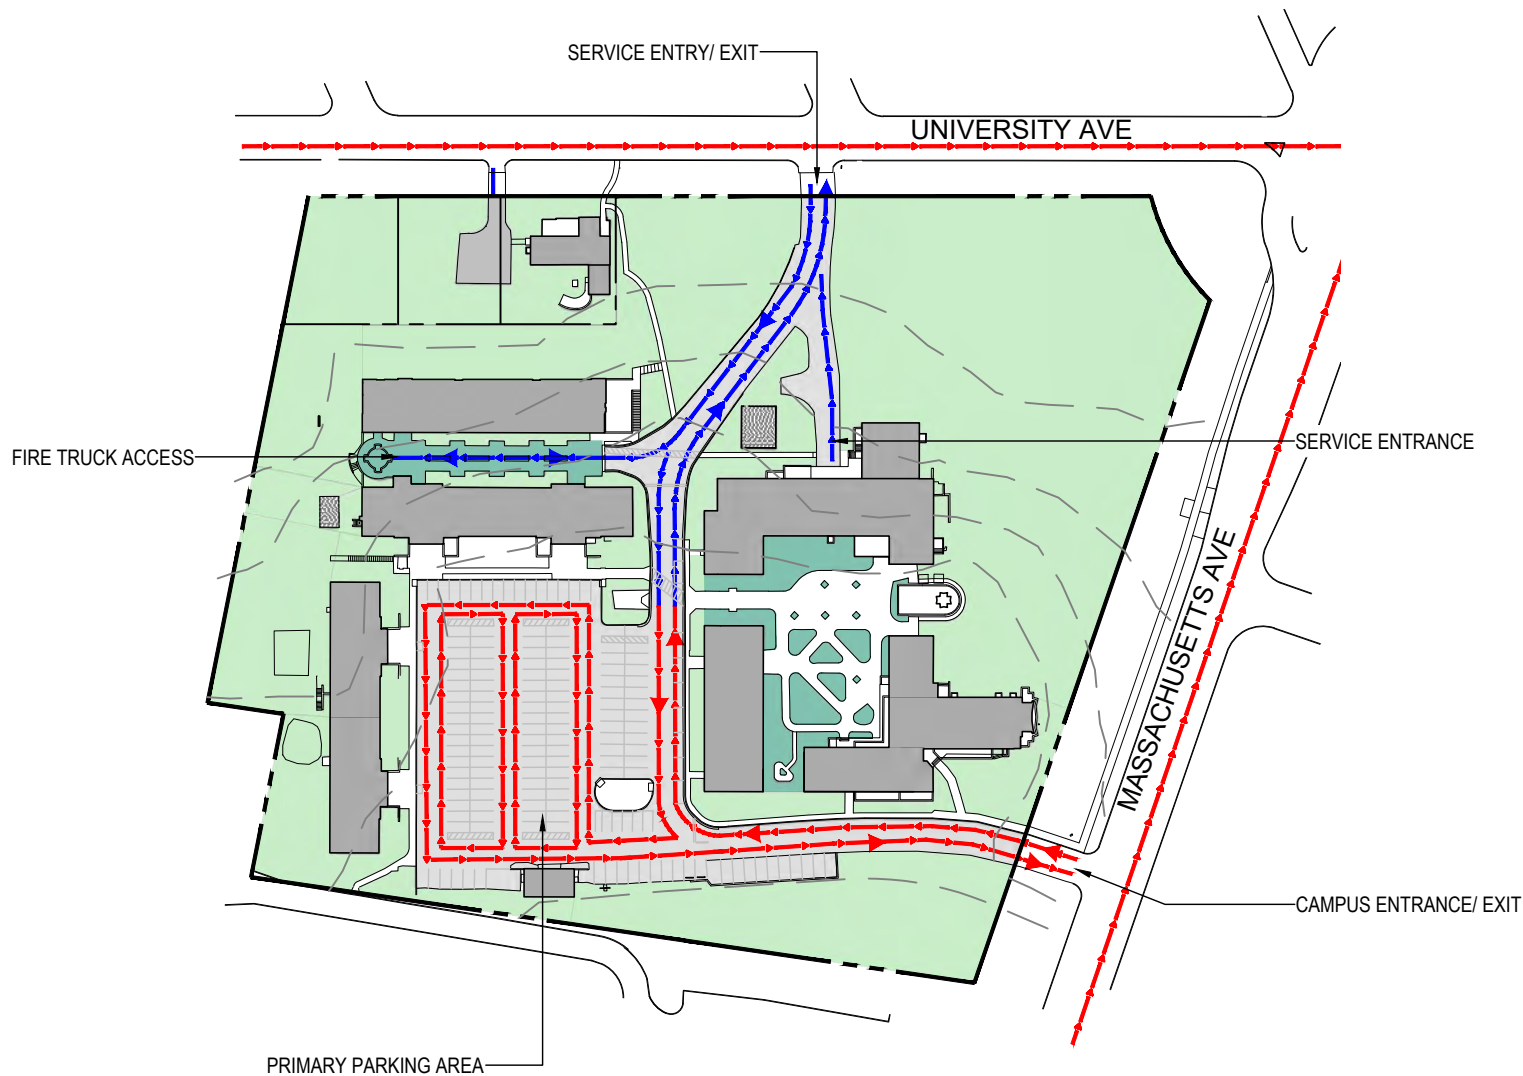 SERVICE ENTRY/ EXIT
UNIVERSITY AVE
SERVICE ENTRANCE
FIRE TRUCK ACCESS
MASSACHUSETTS AVE
CAMPUS ENTRANCE/ EXIT
PRIMARY PARKING AREA